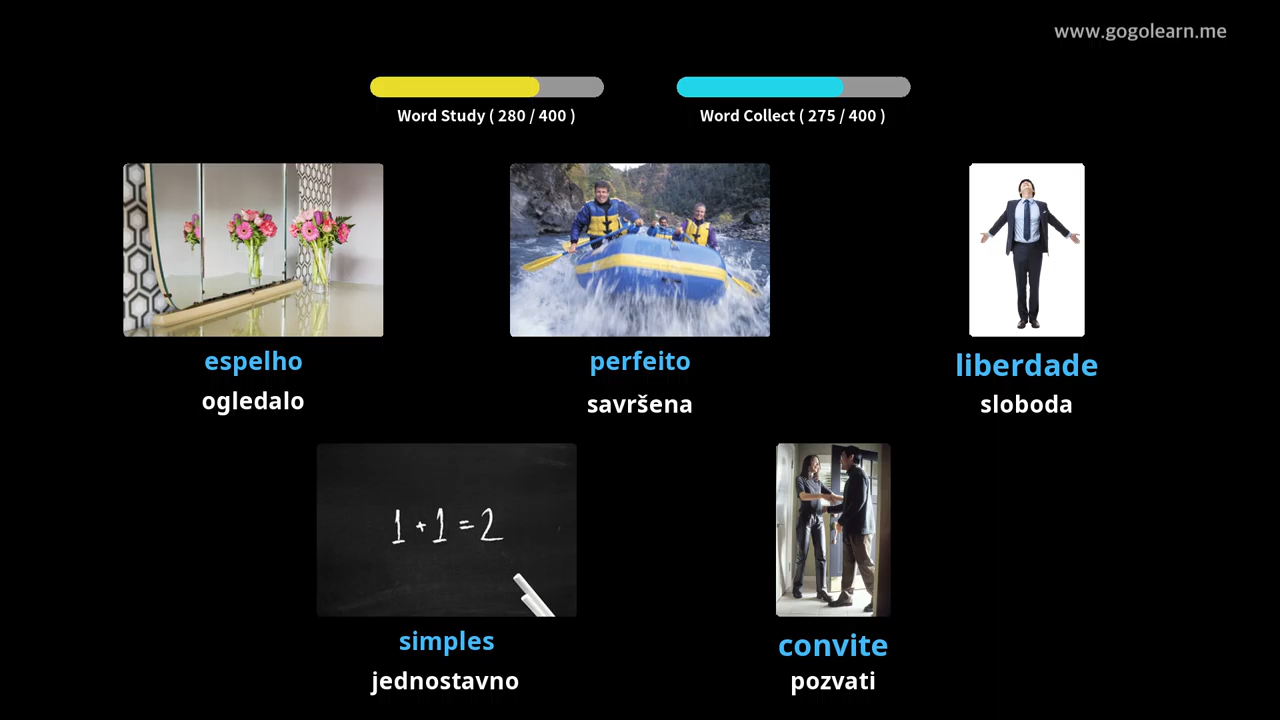 www.gogolearn.me
Word Study ( 280 / 400 )
Word Collect ( 275 / 400 )
espelho
ogledalo
perfeito
savršena
liberdade
sloboda
1 + 1 = 2
simples
jednostavno
convite
pozvati